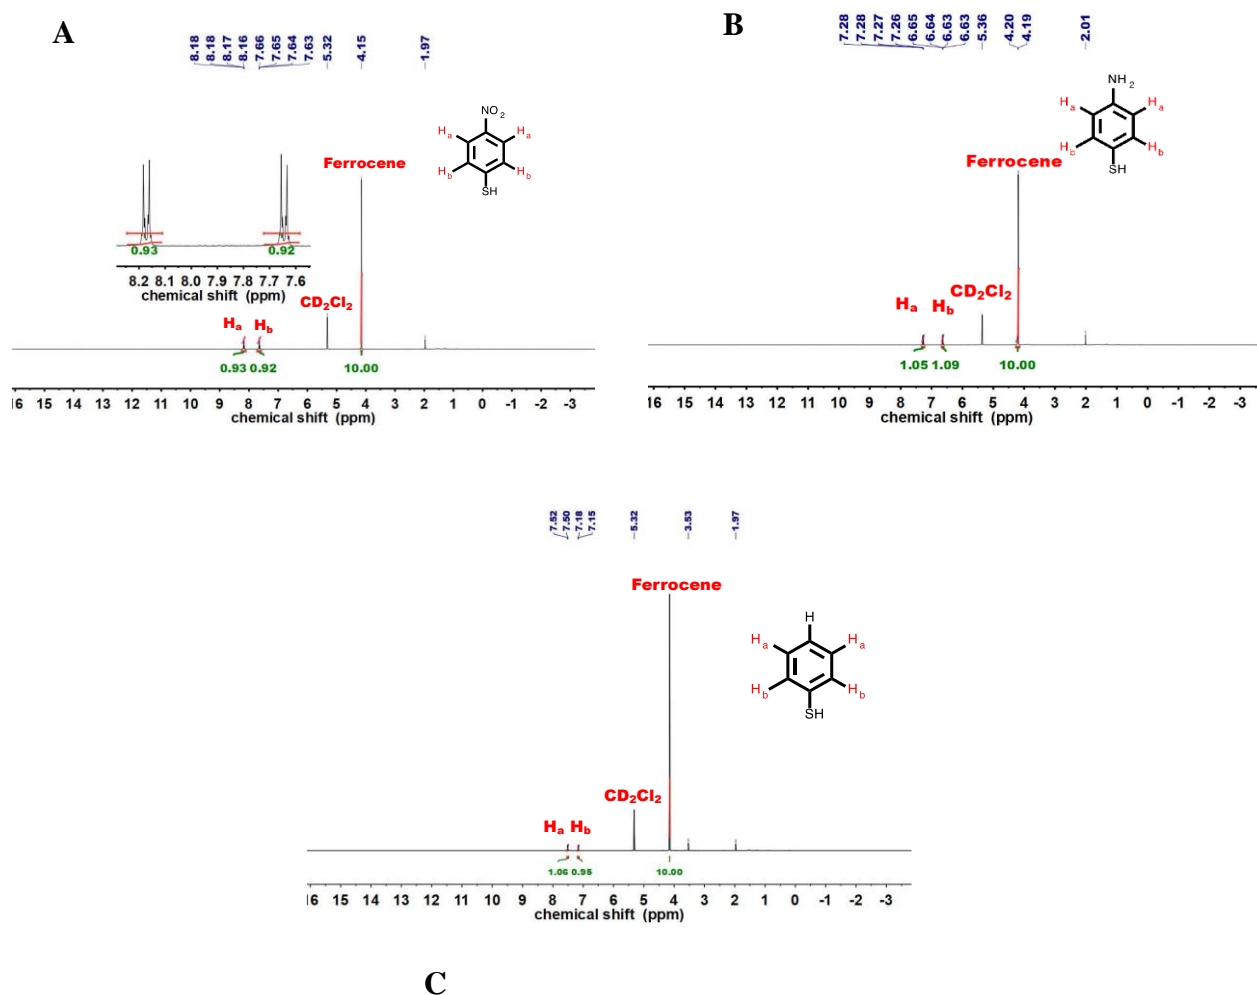 A
8.18
8.18
8.17
8.16
7.66
7.65
7.64
7.63
5.32
4.15
1.97
NO2
Ha
Ha
Hb
Hb
SH
Ferrocene
0.93
0.92
8.2 8.1 8.0 7.9 7.8 7.7 7.6
chemical shift (ppm)
CD2Cl2
Ha
Hb
0.93 0.92
10.00
16 15 14 13 12 11 10 9 8 7 6 5 4 3 2 1 0 -1 -2 -3
chemical shift (ppm)
B
7.28
7.28
7.27
7.26
6.65
6.64
6.63
6.63
5.36
4.20
4.19
2.01
NH2
Ha
Ha
Hb
SH
Ferrocene
CD2Cl2
Ha
Hb
1.05 1.09
10.00
16 15 14 13 12 11 10 9 8 7 6 5 4 3 2 1 0 -1 -2 -3
chemical shift (ppm)
7.52
7.50
7.18
7.15
5.32
3.53
1.97
Ferrocene
H
Ha
Ha
Hb
Hb
SH
CD2Cl2
Ha Hb
1.06 0.95
10.00
16 15 14 13 12 11 10 9 8 7 6 5 4 3 2 1 0 -1 -2 -3
chemical shift (ppm)
C